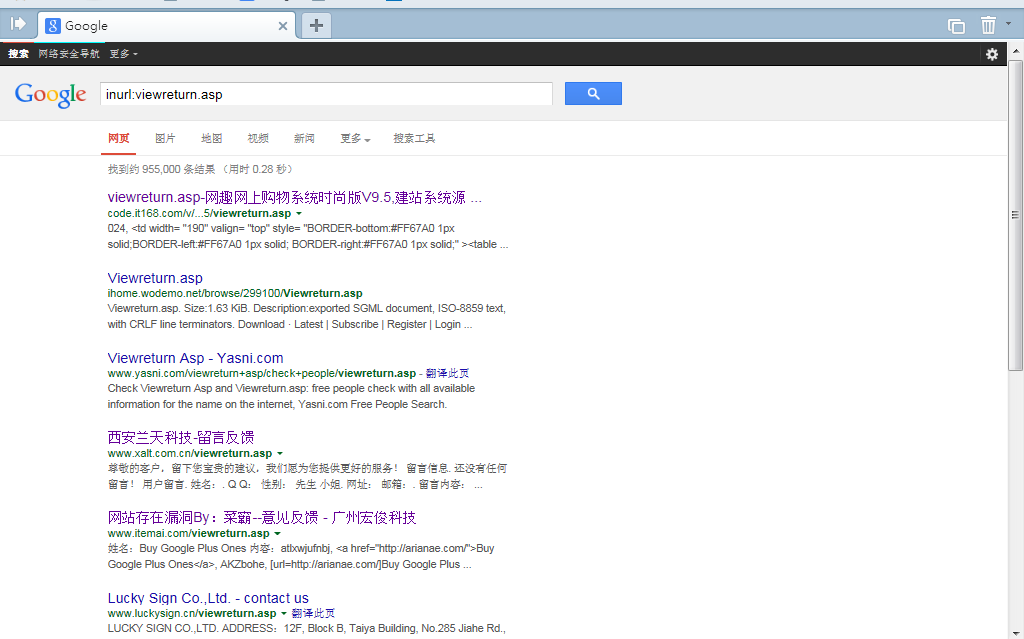 Google
搜索 网络安全导航 更多
Google inurl:viewreturn.asp
网页 图片 地图 视频 新闻 更多 搜索工具
找到约 955,000 条结果 （用时 0.28 秒）
viewreturn.asp-网趣网上购物系统时尚版V9.5,建站系统源 ...
code.it168.com/v/...5/viewreturn.asp
024, <td width= "190" valign= "top" style= "BORDER-bottom:#FF67A0 1px
solid;BORDER-left:#FF67A0 1px solid; BORDER-right:#FF67A0 1px solid;" ><table ...
Viewreturn.asp
ihome.wodemo.net/browse/299100/Viewreturn.asp
Viewreturn.asp. Size:1.63 KiB. Description:exported SGML document, ISO-8859 text,
with CRLF line terminators. Download · Latest | Subscribe | Register | Login ...
Viewreturn Asp - Yasni.com
www.yasni.com/viewreturn+asp/check+people/viewreturn.asp - 翻译此页
Check Viewreturn Asp and Viewreturn.asp: free people check with all available
information for the name on the internet, Yasni.com Free People Search.
西安兰天科技-留言反馈
www.xalt.com.cn/viewreturn.asp
尊敬的客户，留下您宝贵的建议，我们愿为您提供更好的服务！ 留言信息. 还没有任何
留言！ 用户留言. 姓名：. Q Q： 性别： 先生 小姐. 网址： 邮箱：. 留言内容： ...
网站存在漏洞By：菜霸--意见反馈 - 广州宏俊科技
www.itemai.com/viewreturn.asp
姓名：Buy Google Plus Ones 内容：atlxwjufnbj, <a href="http://arianae.com/">Buy
Google Plus Ones</a>, AKZbohe, [url=http://arianae.com/]Buy Google Plus ...
Lucky Sign Co.,Ltd. - contact us
www.luckysign.cn/viewreturn.asp 翻译此页
LUCKY SIGN CO.,LTD. ADDRESS：12F, Block B, Taiya Building, No.285 Jiahe Rd.,